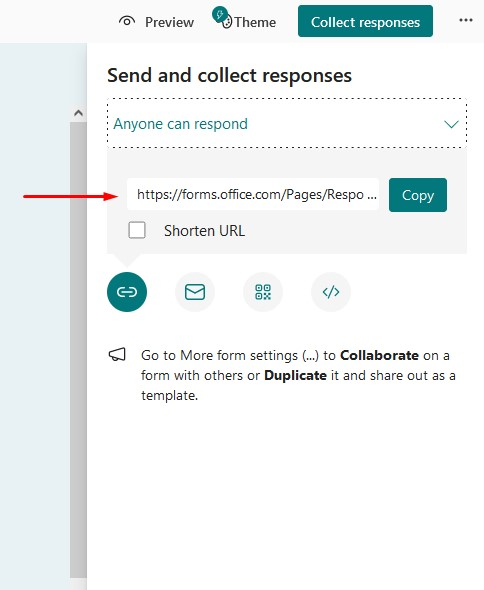 Preview
Theme
Collect responses
Send and collect responses
Anyone can respond
https://forms.office.com/Pages/Respo ...
Copy
Shorten URL
Go to More form settings (...) to Collaborate on a
form with others or Duplicate it and share out as a
template.